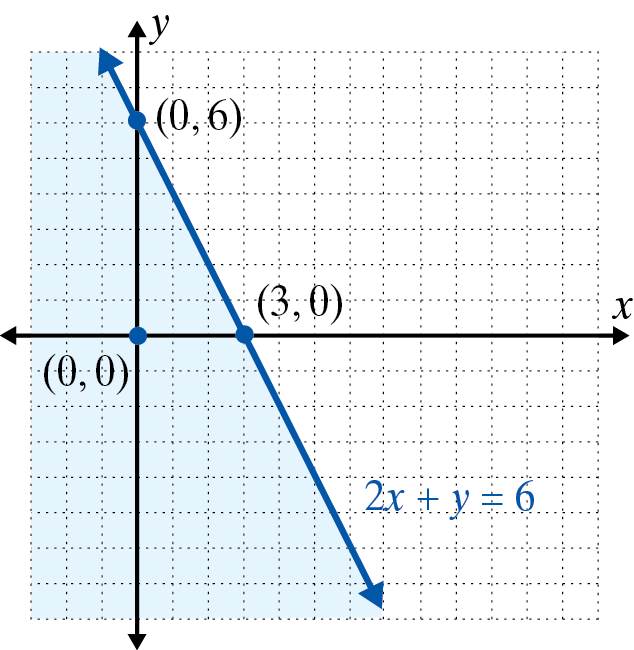 y
(0, 6)
(3, 0)
x
(0, 0)
2x + y = 6